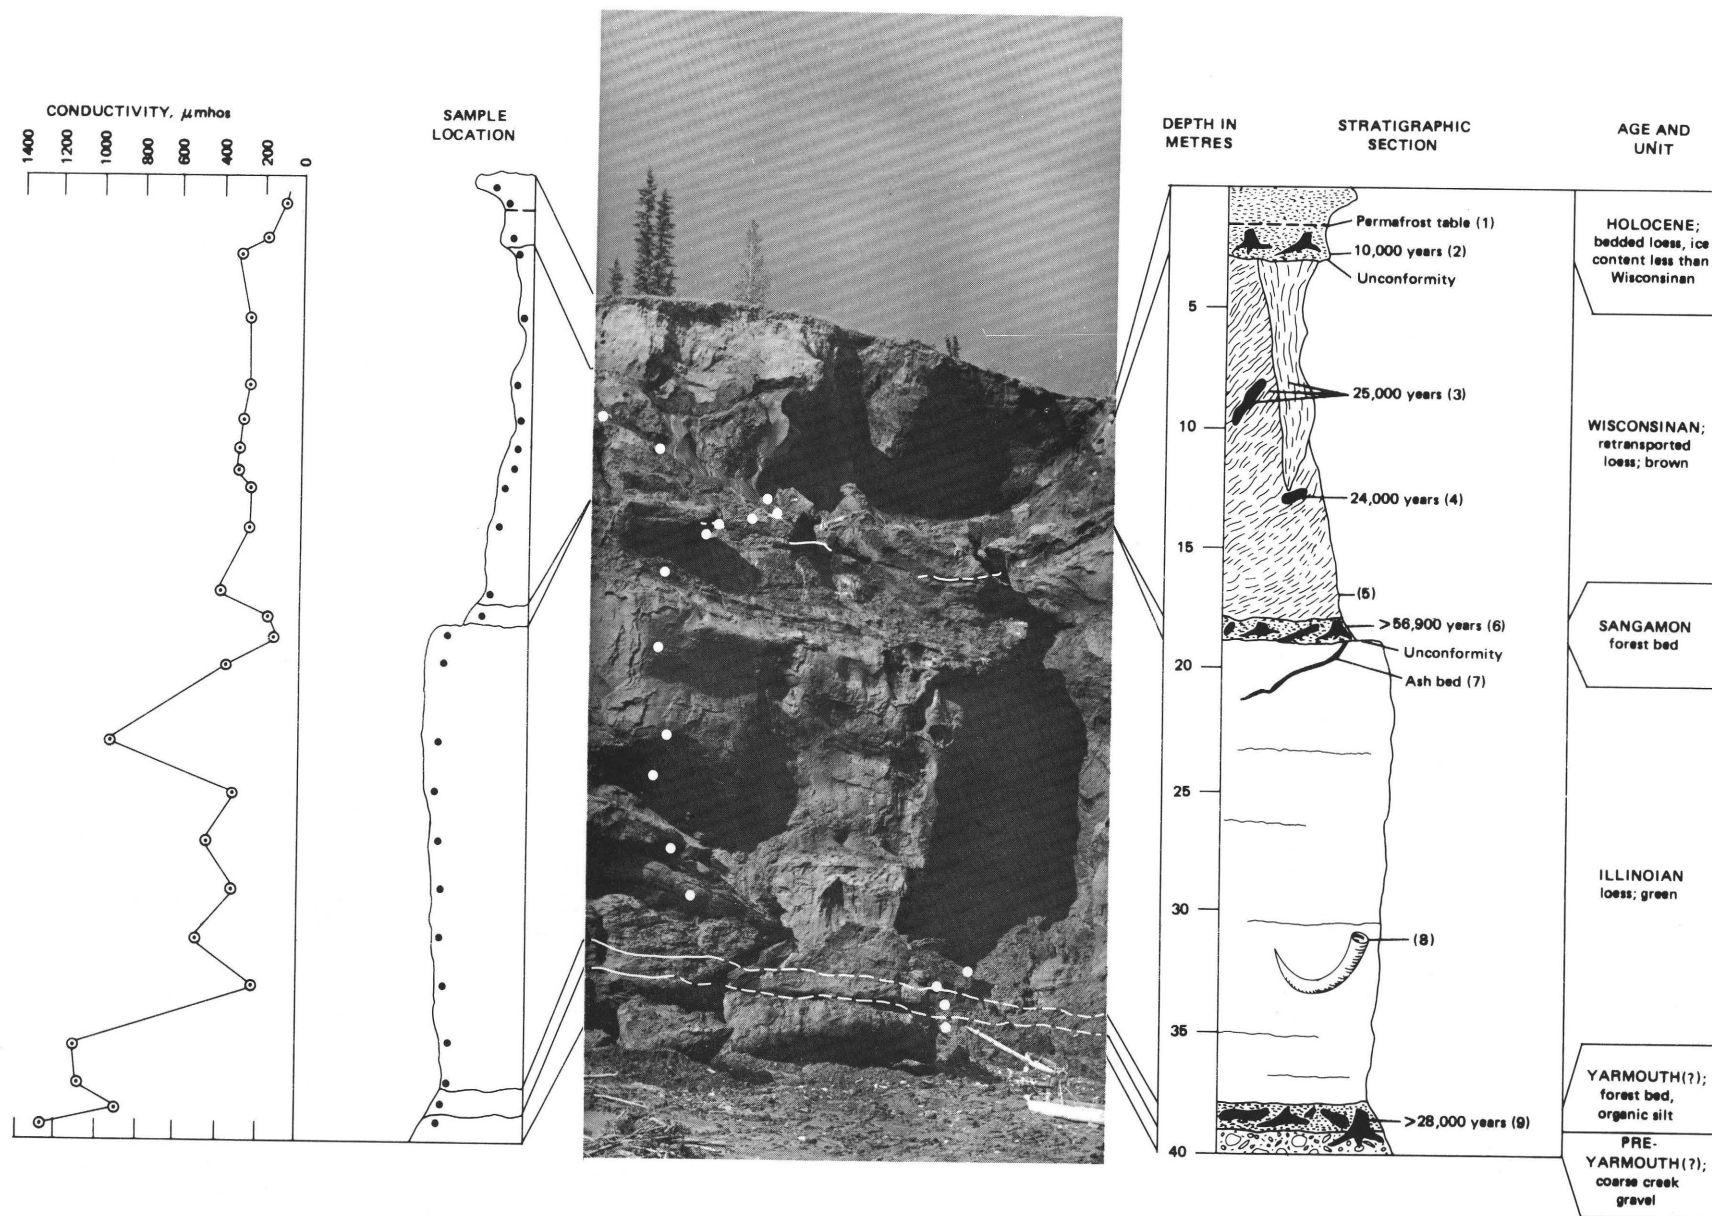 CONDUCTIVITY, µmhos
1400
1200
1000
800
600
400
200
0
SAMPLE
LOCATION
DEPTH IN
METRES
5
10
15
20
25
30
35
40
STRATIGRAPHIC
SECTION
Permafrost table (1)
10,000 years (2)
Unconformity
25,000 years (3)
24,000 years (4)
(5)
>56,900 years (6)
Unconformity
Ash bed (7)
(8)
>28,000 years (9)
AGE AND
UNIT
HOLOCENE;
bedded loess, ice
content less than
Wisconsinan
WISCONSINAN;
retransported
loess; brown
SANGAMON
forest bed
ILLINOIAN
loess; green
YARMOUTH(?);
forest bed,
organic silt
PRE-
YARMOUTH(?);
coarse creek
gravel